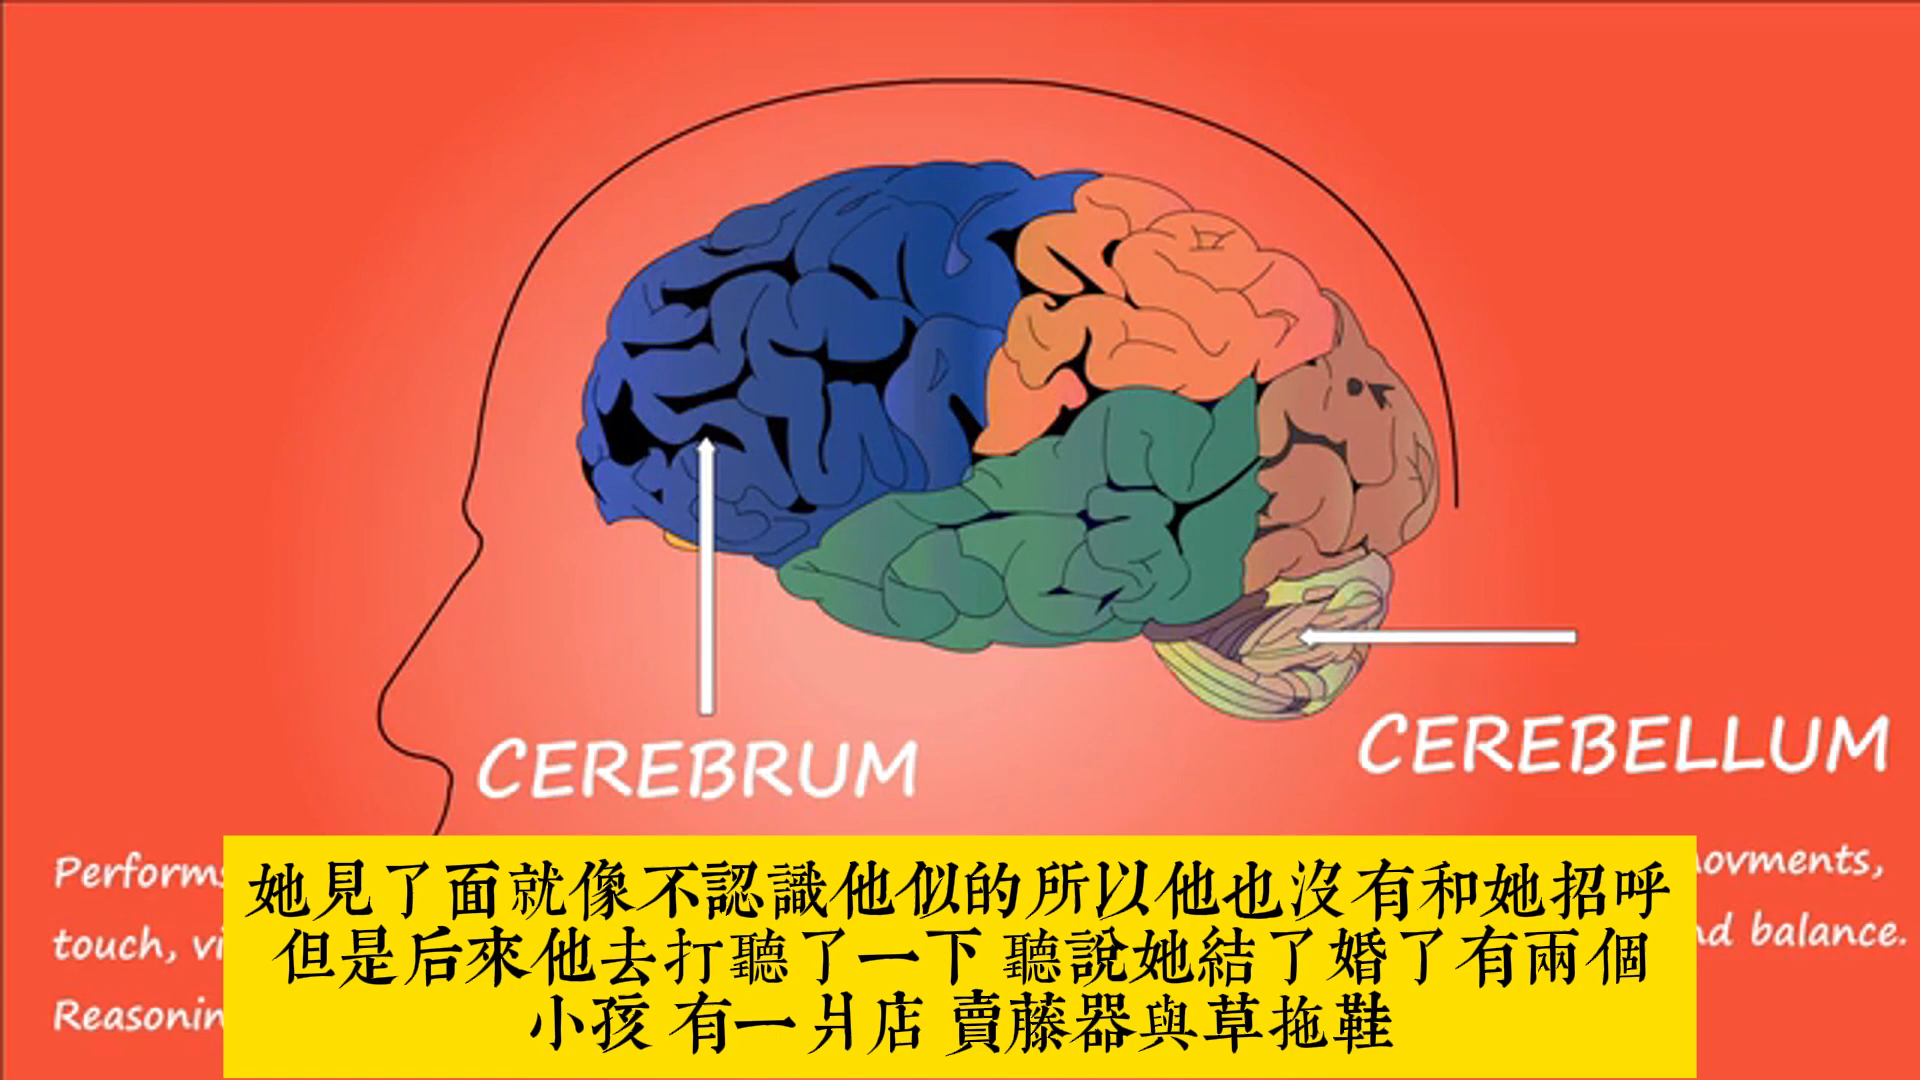 CEREBRUM
CEREBELLUM
Performs
touch, vi
Reasonin
ovments,
nd balance.
她見了面就像不認識他似的所以他也沒有和她招呼
但是后來他去打聽了一下 聽說她結了婚了有兩個
小孩 有一爿店 賣藤器與草拖鞋